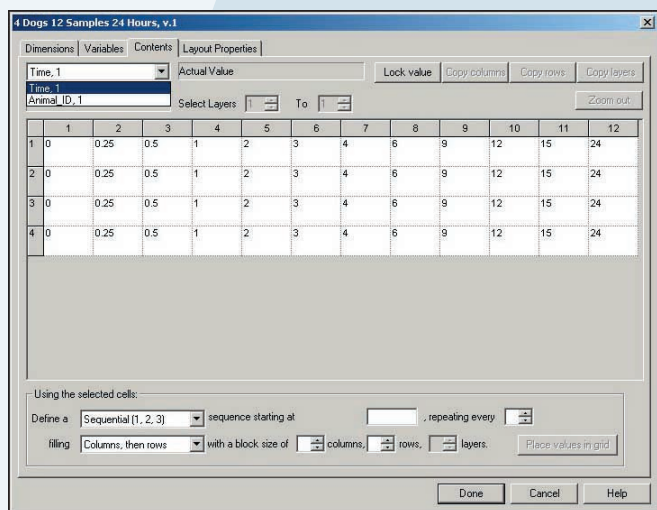 4 Dogs 12 Samples 24 Hours, v.1
Dimensions Variables Contents Layout Properties
Time, 1 Actual Value Lock value Copy columns Copy rows Copy layers
Time, 1
Animal_ID, 1
Select Layers 1 To 1 Zoom out
1 2 3 4 5 6 7 8 9 10 11 12
1 0 0.25 0.5 1 2 3 4 6 9 12 15 24
2 0 0.25 0.5 1 2 3 4 6 9 12 15 24
3 0 0.25 0.5 1 2 3 4 6 9 12 15 24
4 0 0.25 0.5 1 2 3 4 6 9 12 15 24
Using the selected cells:
Define a Sequential (1, 2, 3) sequence starting at , repeating every
filling Columns, then rows with a block size of columns, rows, layers. Place values in grid
Done Cancel Help